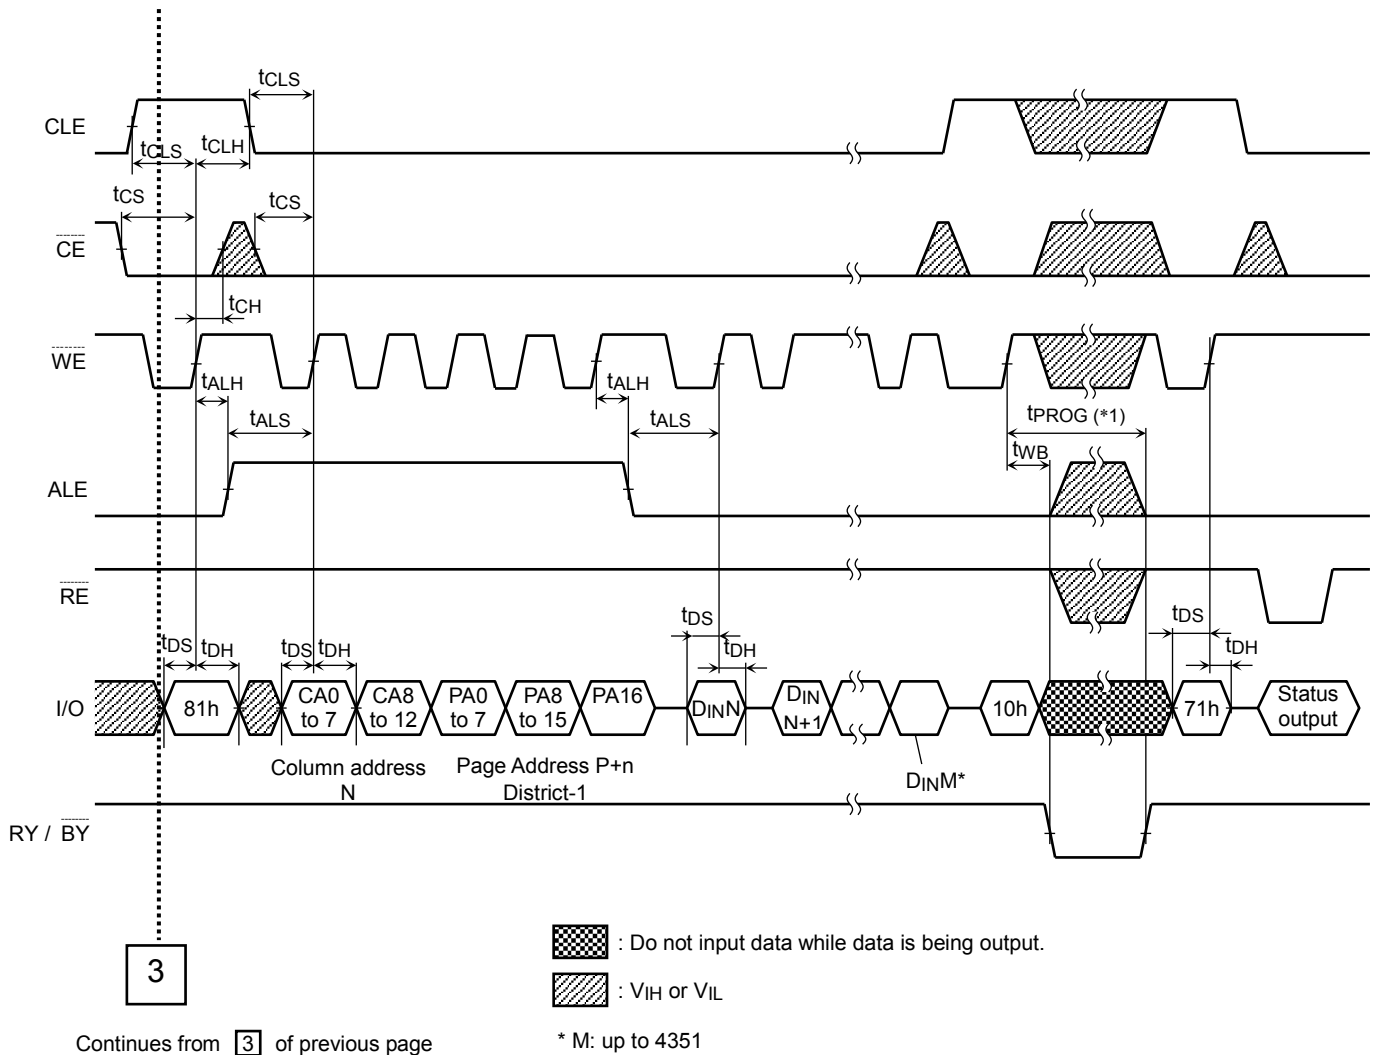 tCLS
CLE
tCLS tCLH
tCS tCS
CE
tCH
WE
tALH tALH
tALS tALS tPROG (*1)
tWB
ALE
RE
tDS tDH tDS tDH tDS tDH tDS tDH
I/O 81h CA0 to 7 CA8 to 12 PA0 to 7 PA8 to 15 PA16 DINN DIN N+1 10h 71h Status output
Column address N
Page Address P+n District-1
DINM*
RY / BY
: Do not input data while data is being output.
3
: VIH or VIL
Continues from 3 of previous page
* M: up to 4351